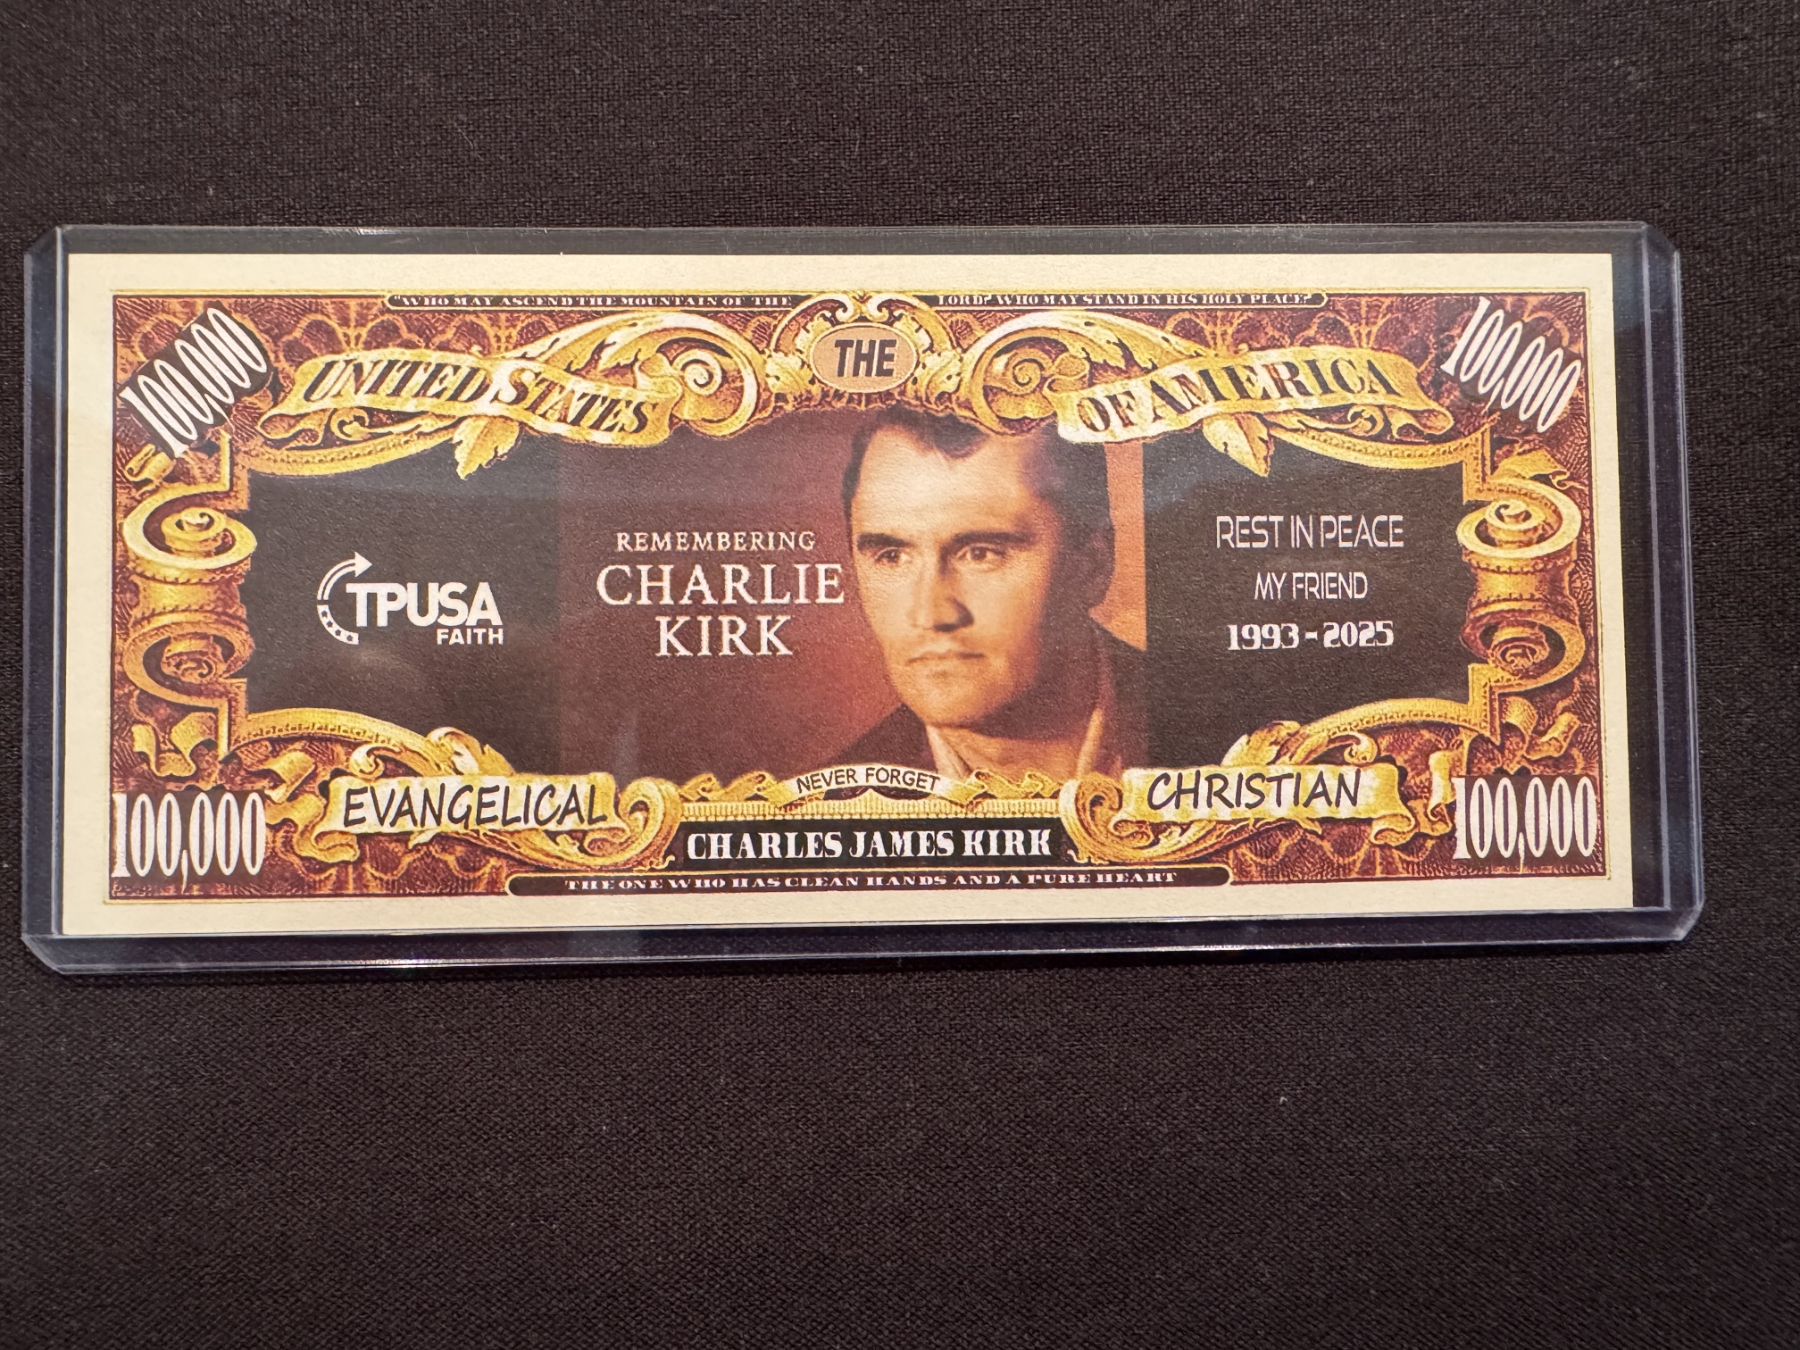 "WHO MAY ASCEND THE MOUNTAIN OF THE LORD? WHO MAY STAND IN HIS HOLY PLACE?
100,000
UNITED STATES
THE
OF AMERICA
100,000
TPUSA
FAITH
REMEMBERING
CHARLIE
KIRK
REST IN PEACE
MY FRIEND
1993-2025
100,000
EVANGELICAL
NEVER FORGET
CHRISTIAN
100,000
CHARLES JAMES KIRK
THE ONE WHO HAS CLEAN HANDS AND A PURE HEART